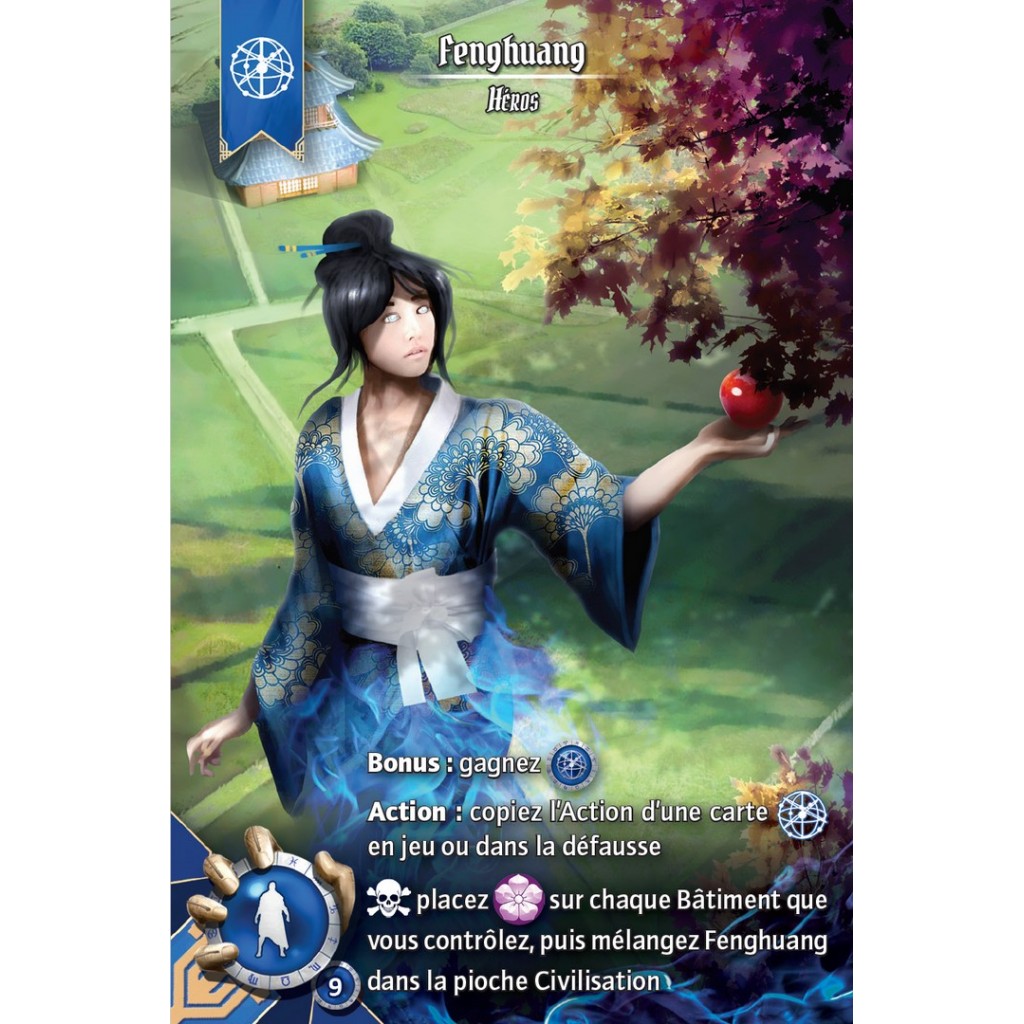 Fenghuang
Héros
Bonus : gagnez
Action : copiez l'Action d'une carte
en jeu ou dans la défausse
placez sur chaque Bâtiment que
vous contrôlez, puis mélangez Fenghuang
dans la pioche Civilisation
9